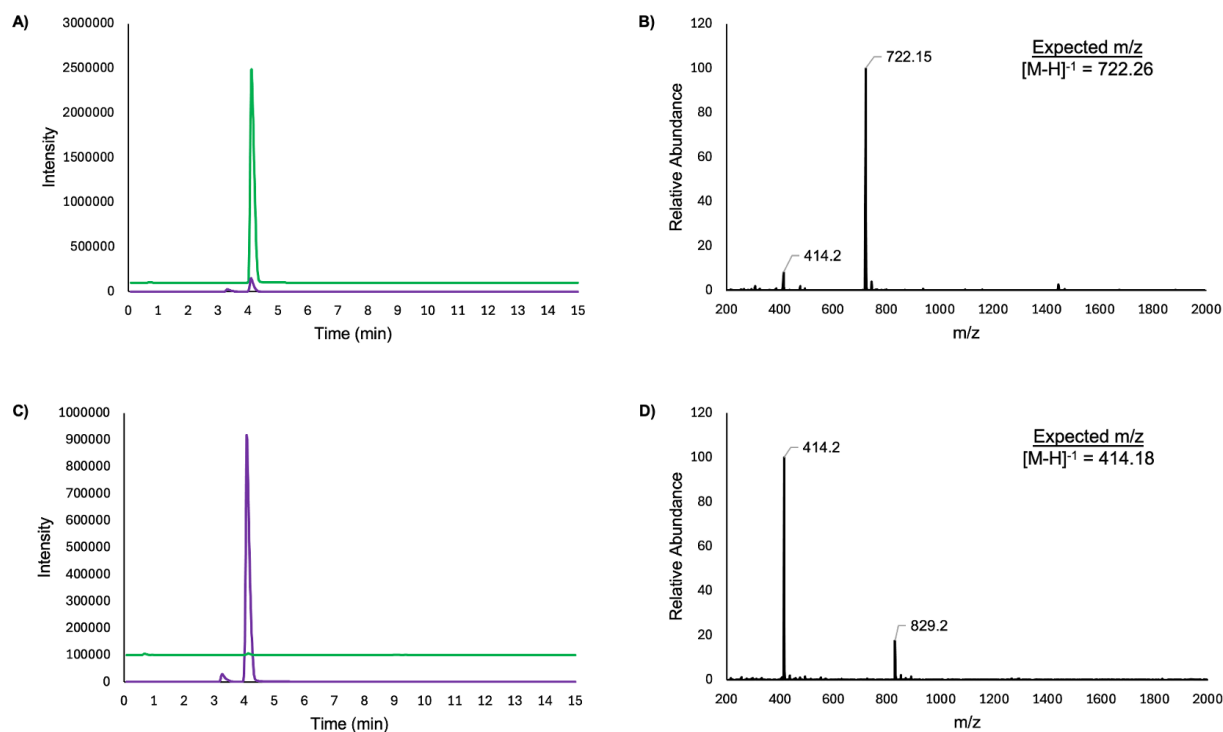 A)
Intensity
3000000
2500000
2000000
1500000
1000000
500000
0
0 1 2 3 4 5 6 7 8 9 10 11 12 13 14 15
Time (min)
B)
Relative Abundance
120
100
80
60
40
20
0
722.15
414.2
Expected m/z
[M-H]⁻¹ = 722.26
200 400 600 800 1000 1200 1400 1600 1800 2000
m/z
C)
Intensity
1000000
900000
800000
700000
600000
500000
400000
300000
200000
100000
0
0 1 2 3 4 5 6 7 8 9 10 11 12 13 14 15
Time (min)
D)
Relative Abundance
120
100
80
60
40
20
0
414.2
829.2
Expected m/z
[M-H]⁻¹ = 414.18
200 400 600 800 1000 1200 1400 1600 1800 2000
m/z